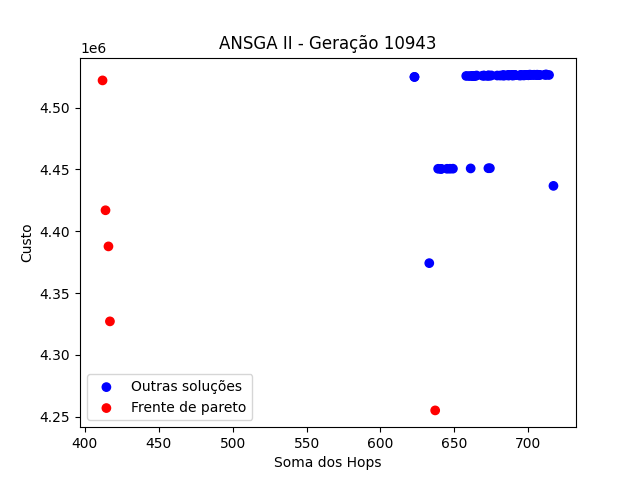 ANSGA II - Geração 10943
1e6
4.50
4.45
4.40
4.35
4.30
4.25
Custo
Outras soluções
Frente de pareto
400 450 500 550 600 650 700
Soma dos Hops